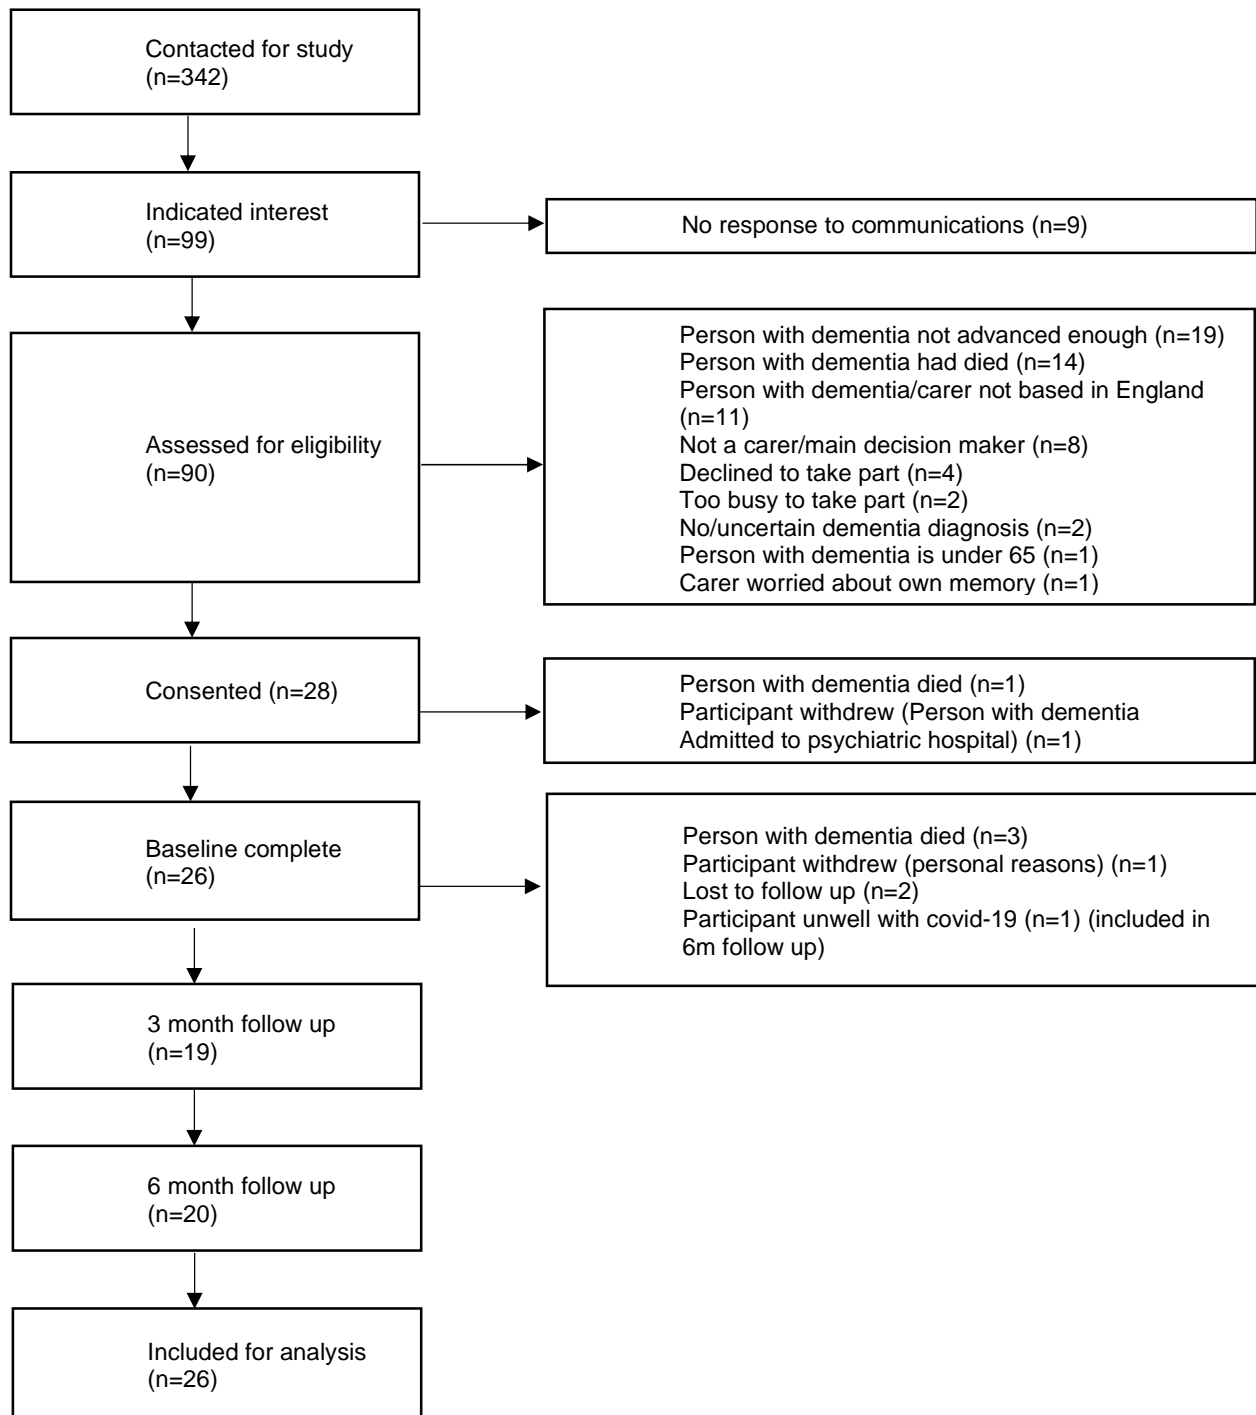 Contacted for study
(n=342)
Indicated interest
(n=99)
No response to communications (n=9)
Assessed for eligibility
(n=90)
Person with dementia not advanced enough (n=19)
Person with dementia had died (n=14)
Person with dementia/carer not based in England
(n=11)
Not a carer/main decision maker (n=8)
Declined to take part (n=4)
Too busy to take part (n=2)
No/uncertain dementia diagnosis (n=2)
Person with dementia is under 65 (n=1)
Carer worried about own memory (n=1)
Consented (n=28)
Person with dementia died (n=1)
Participant withdrew (Person with dementia
Admitted to psychiatric hospital) (n=1)
Baseline complete
(n=26)
Person with dementia died (n=3)
Participant withdrew (personal reasons) (n=1)
Lost to follow up (n=2)
Participant unwell with covid-19 (n=1) (included in
6m follow up)
3 month follow up
(n=19)
6 month follow up
(n=20)
Included for analysis
(n=26)